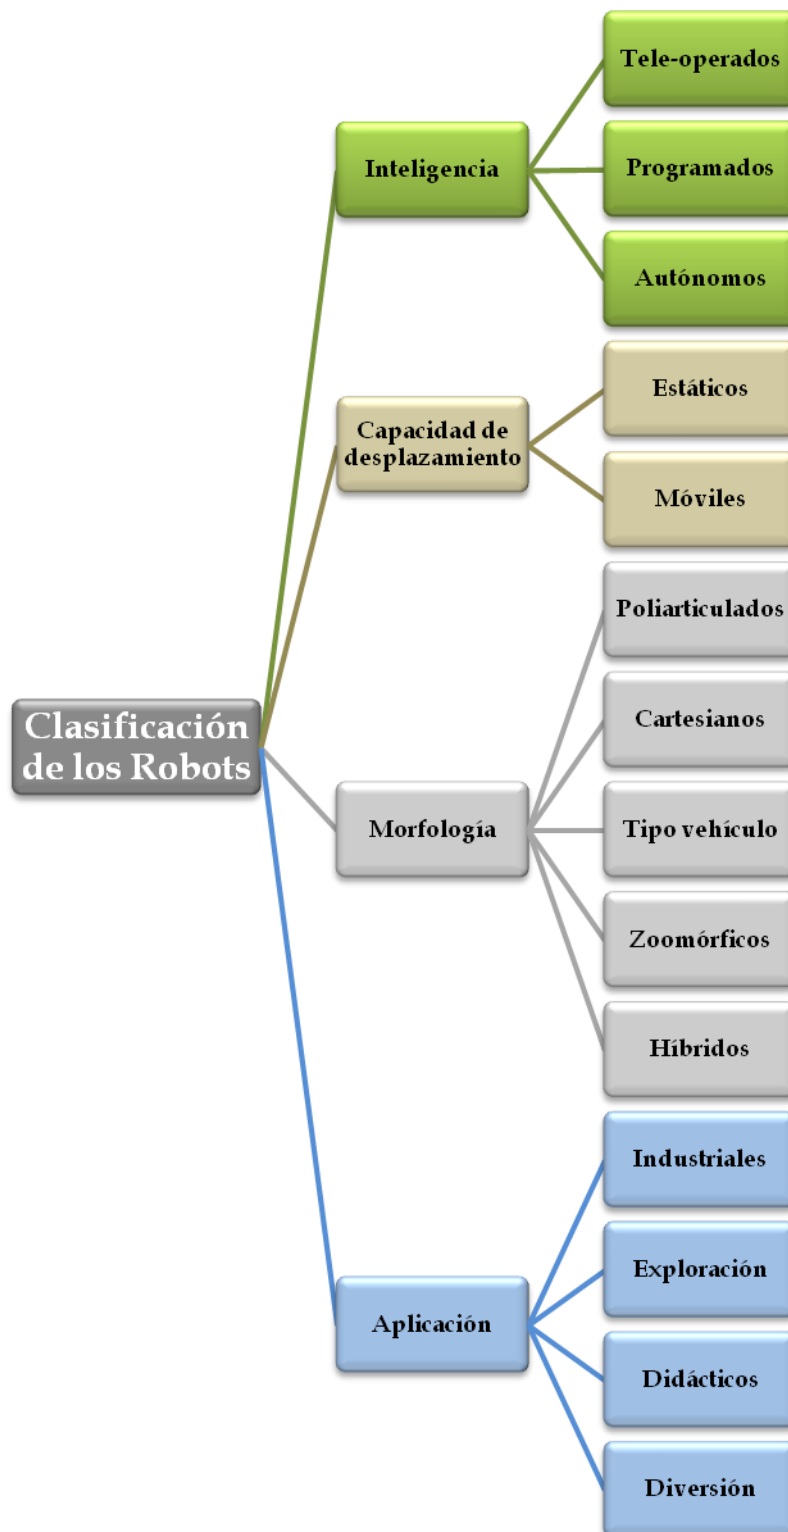 Clasificación
de los Robots
Inteligencia
Tele-operados
Programados
Autónomos
Capacidad de
desplazamiento
Estáticos
Móviles
Morfología
Poliarticulados
Cartesianos
Tipo vehículo
Zoomórficos
Híbridos
Aplicación
Industriales
Exploración
Didácticos
Diversión